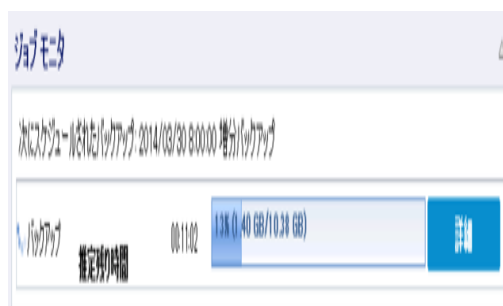 ジョブ モニタ
次にスケジュールされたバックアップ: 2014/03/30 8:00:00 増分バックアップ
バックアップ
推定残り時間
00:11:02
13% (1.40 GB/10.38 GB)
詳細